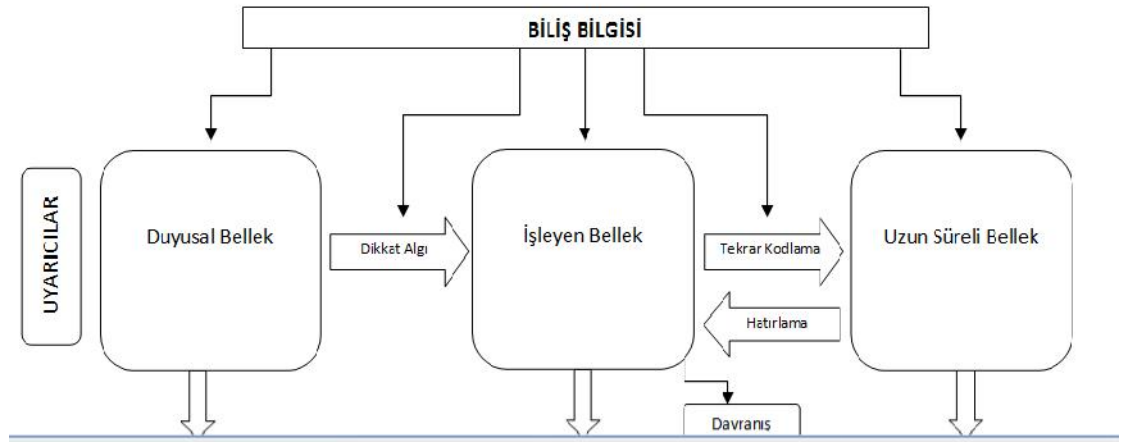 BİLİŞ BİLGİSİ
UYARICILAR
Duyusal Bellek
Dikkat Algı
İşleyen Bellek
Tekrar Kodlama
Uzun Süreli Bellek
Hatırlama
Davranış